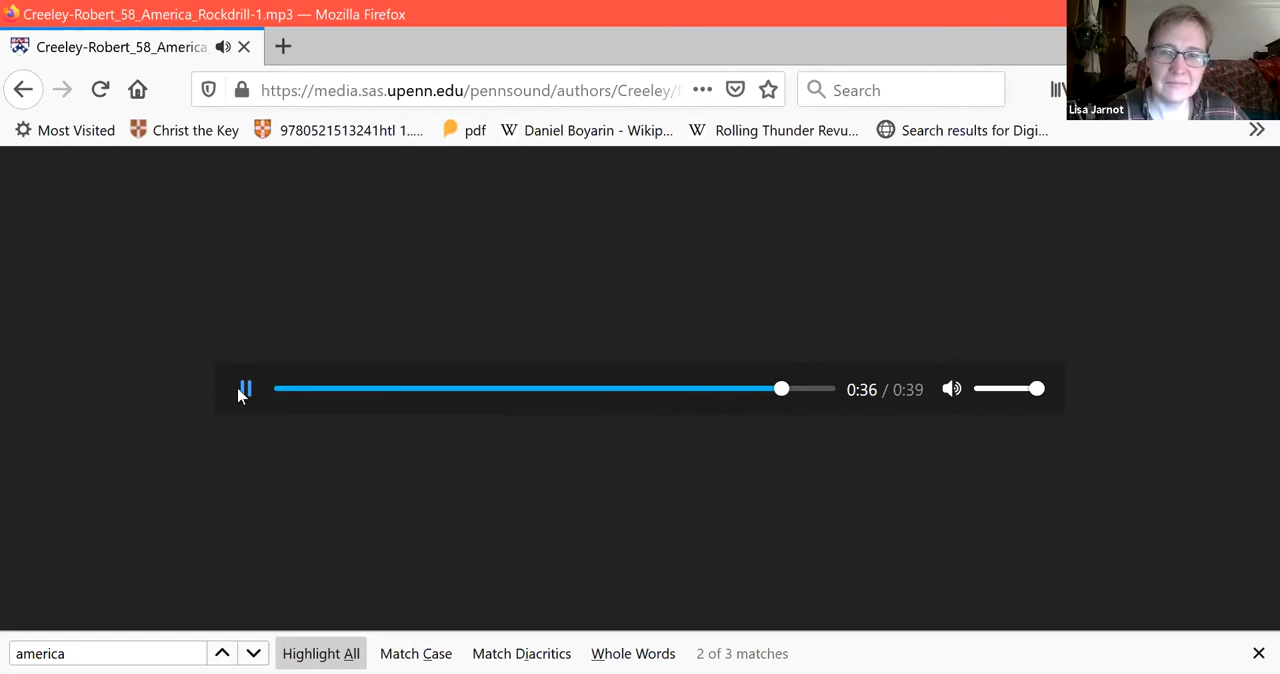 Creeley-Robert_58_America_Rockdrill-1.mp3 — Mozilla Firefox
Creeley-Robert_58_America
https://media.sas.upenn.edu/pennsound/authors/Creeley/
Search
Lisa Jarnot
Most Visited
Christ the Key
9780521513241htl 1....
pdf
W Daniel Boyarin - Wikip...
W Rolling Thunder Revu...
Search results for Digi...
0:36 / 0:39
america
Highlight All
Match Case
Match Diacritics
Whole Words
2 of 3 matches